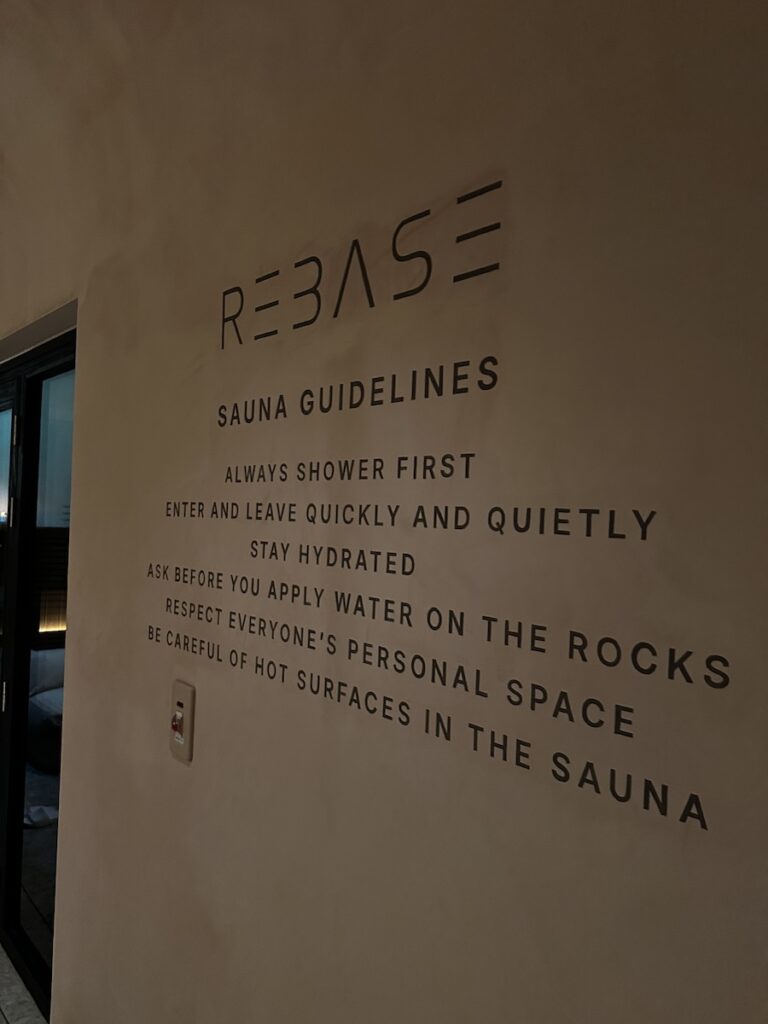 REBASE
SAUNA GUIDELINES
ALWAYS SHOWER FIRST
ENTER AND LEAVE QUICKLY AND QUIETLY
STAY HYDRATED
ASK BEFORE YOU APPLY WATER ON THE ROCKS
RESPECT EVERYONE'S PERSONAL SPACE
BE CAREFUL OF HOT SURFACES IN THE SAUNA